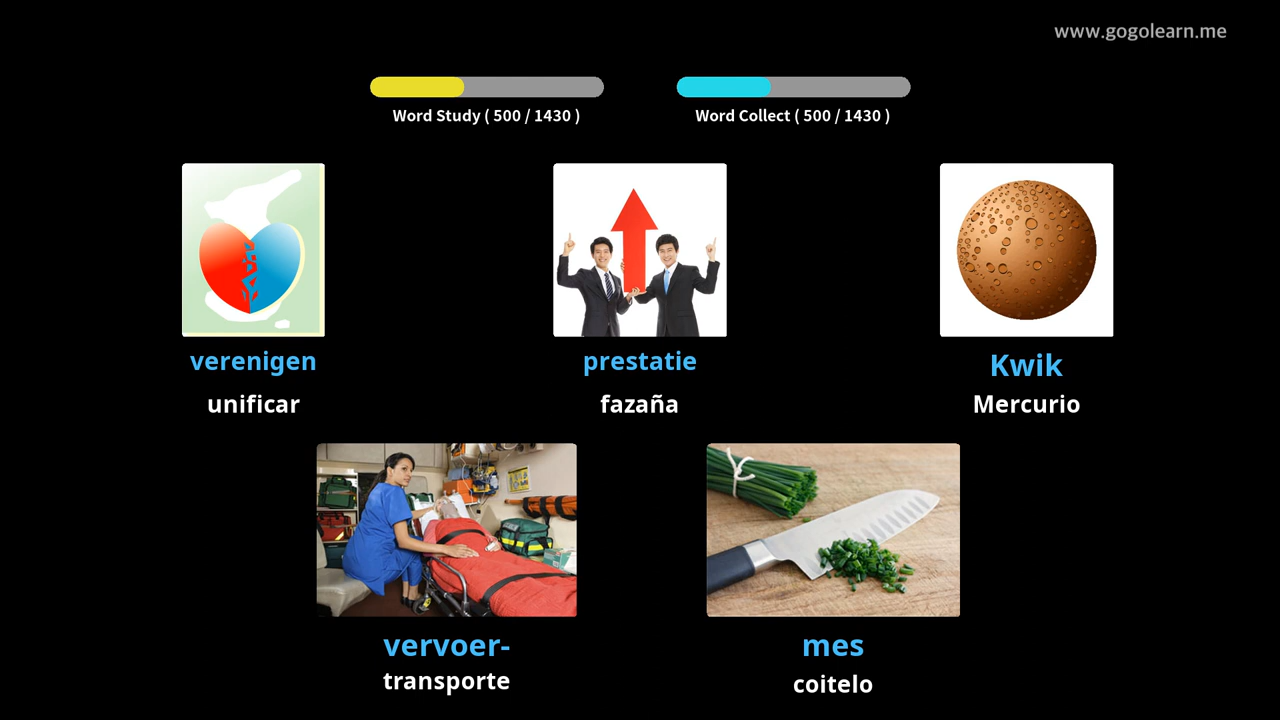 www.gogolearn.me
Word Study ( 500 / 1430 )
Word Collect ( 500 / 1430 )
verenigen
unificar
prestatie
fazaña
Kwik
Mercurio
vervoer-
transporte
mes
coitelo